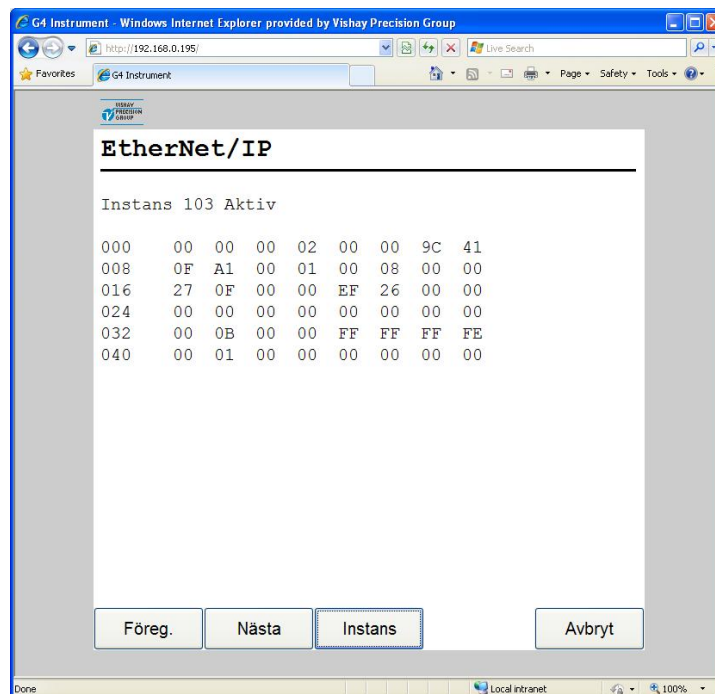 G4 Instrument - Windows Internet Explorer provided by Vishay Precision Group
http://192.168.0.195/
Live Search
Favorites
G4 Instrument
Page
Safety
Tools
VISHAY
PRECISION
GROUP
EtherNet/IP
Instans 103 Aktiv
000 00 00 00 02 00 00 9C 41
008 0F A1 00 01 00 08 00 00
016 27 0F 00 00 EF 26 00 00
024 00 00 00 00 00 00 00 00
032 00 0B 00 00 FF FF FF FE
040 00 01 00 00 00 00 00 00
Föreg.
Nästa
Instans
Avbryt
Done
Local intranet
100%